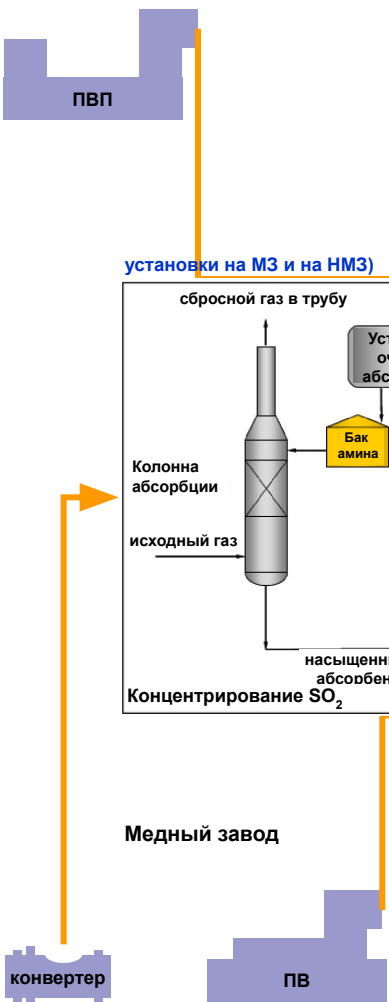 ПВП
установки на МЗ и на НМЗ)
сбросной газ в трубу
Бак
амина
Колонна
абсорбции
исходный газ
Концентрирование SO₂
Медный завод
конвертер
ПВ